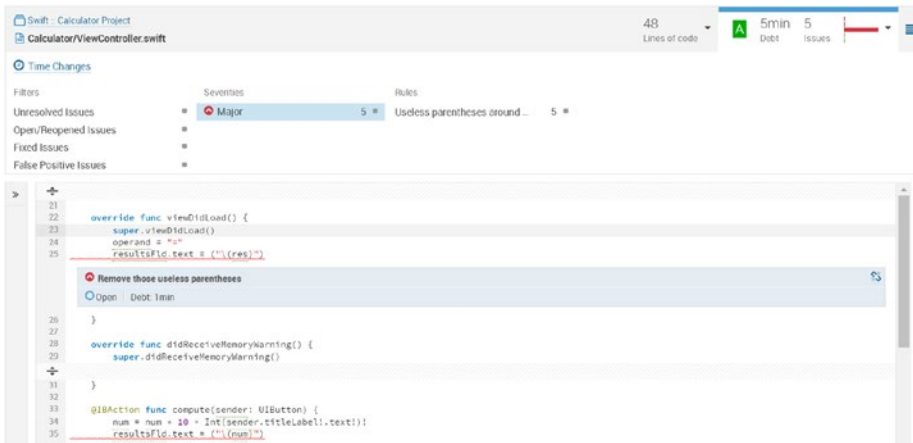 Swift :: Calculator Project
Calculator/ViewController.swift
48
Lines of code
A
5min
Debt
5
Issues
Time Changes
Filters
Severities
Rules
Unresolved Issues
Major 5
Useless parentheses around ... 5
Open/Reopened Issues
Fixed Issues
False Positive Issues
21
22 override func viewDidLoad() {
23 super.viewDidLoad()
24 operand = "="
25 resultsFld.text = ("\(res)")
Remove those useless parentheses
Open Debt: 1min
26 }
27
28 override func didReceiveMemoryWarning() {
29 super.didReceiveMemoryWarning()
31 }
32
33 @IBAction func compute(sender: UIButton) {
34 num = num * 10 + Int(sender.titleLabel!.text!)!
35 resultsFld.text = ("\(num)")